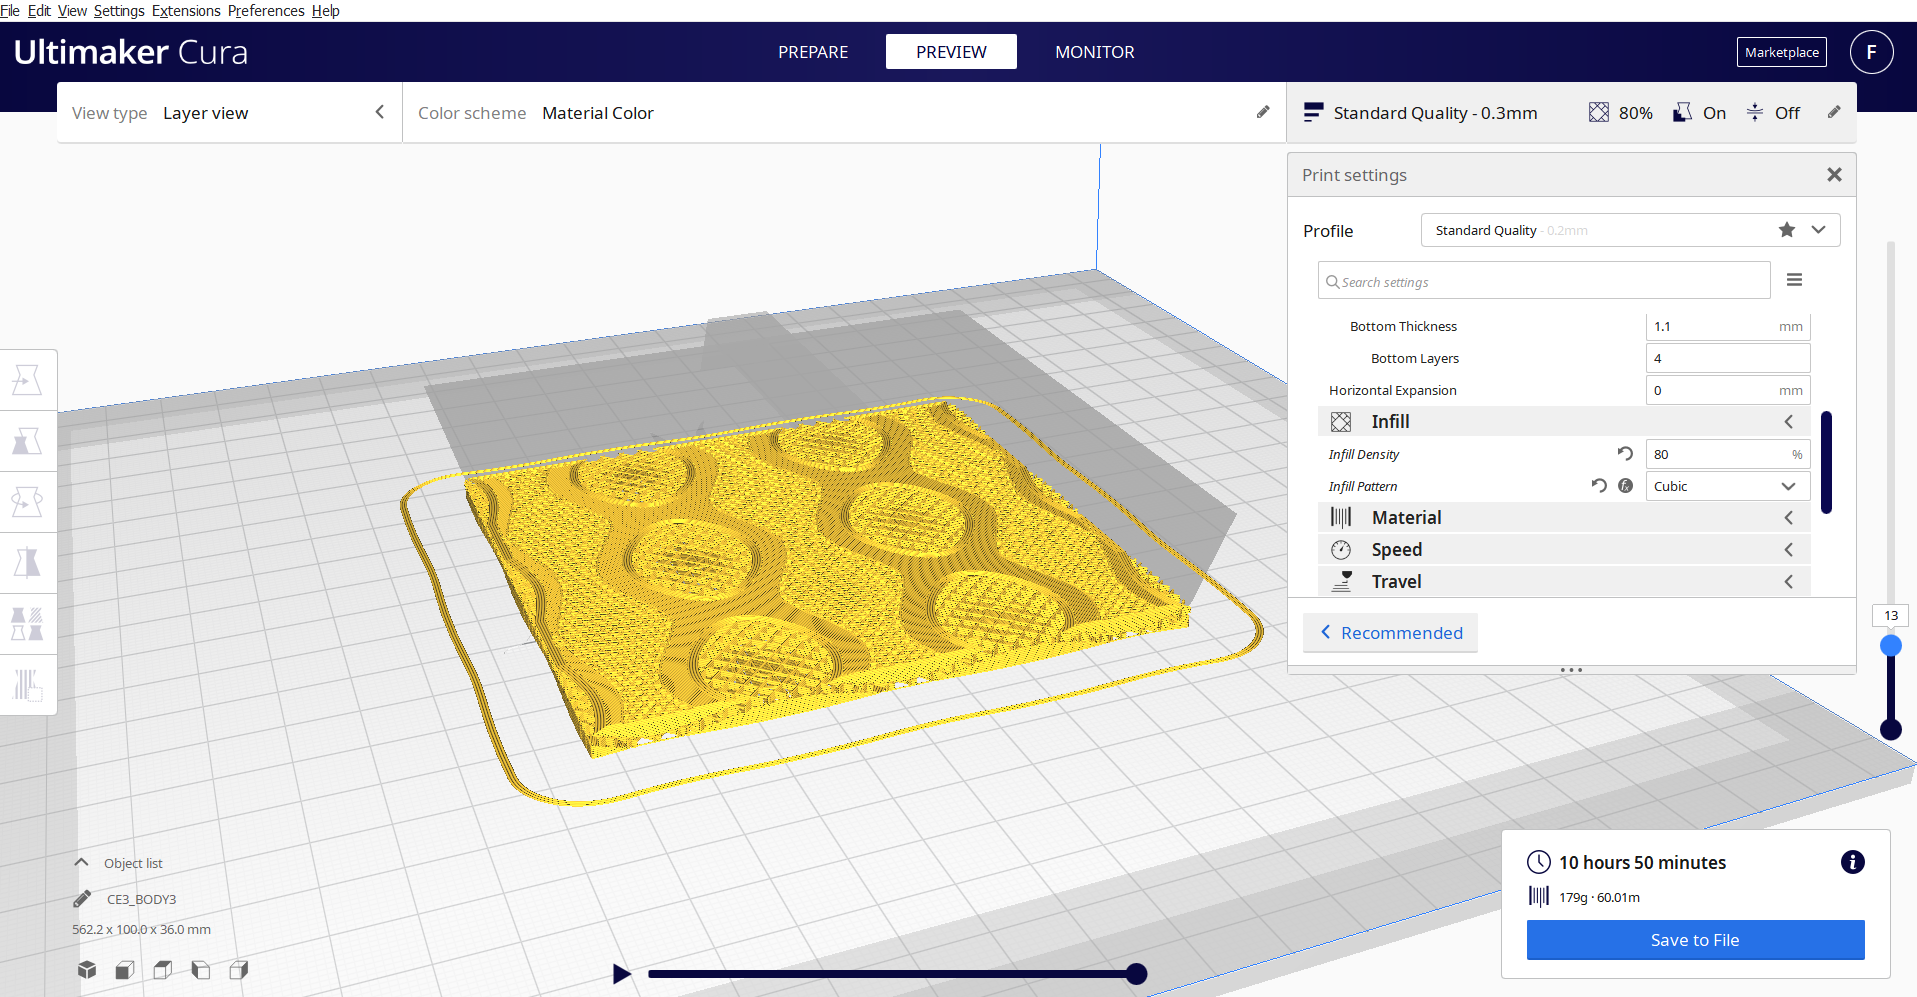 File Edit View Settings Extensions Preferences Help
Ultimaker Cura
PREPARE PREVIEW MONITOR
Marketplace F
View type Layer view
Color scheme Material Color
Standard Quality - 0.3mm 80% On Off
Print settings
Profile Standard Quality - 0.2mm
Search settings
Bottom Thickness 1.1 mm
Bottom Layers 4
Horizontal Expansion 0 mm
Infill
Infill Density 80 %
Infill Pattern fx Cubic
Material
Speed
Travel
13
Recommended
Object list
CE3_BODY3
562.2 x 100.0 x 36.0 mm
10 hours 50 minutes
179g · 60.01m
Save to File